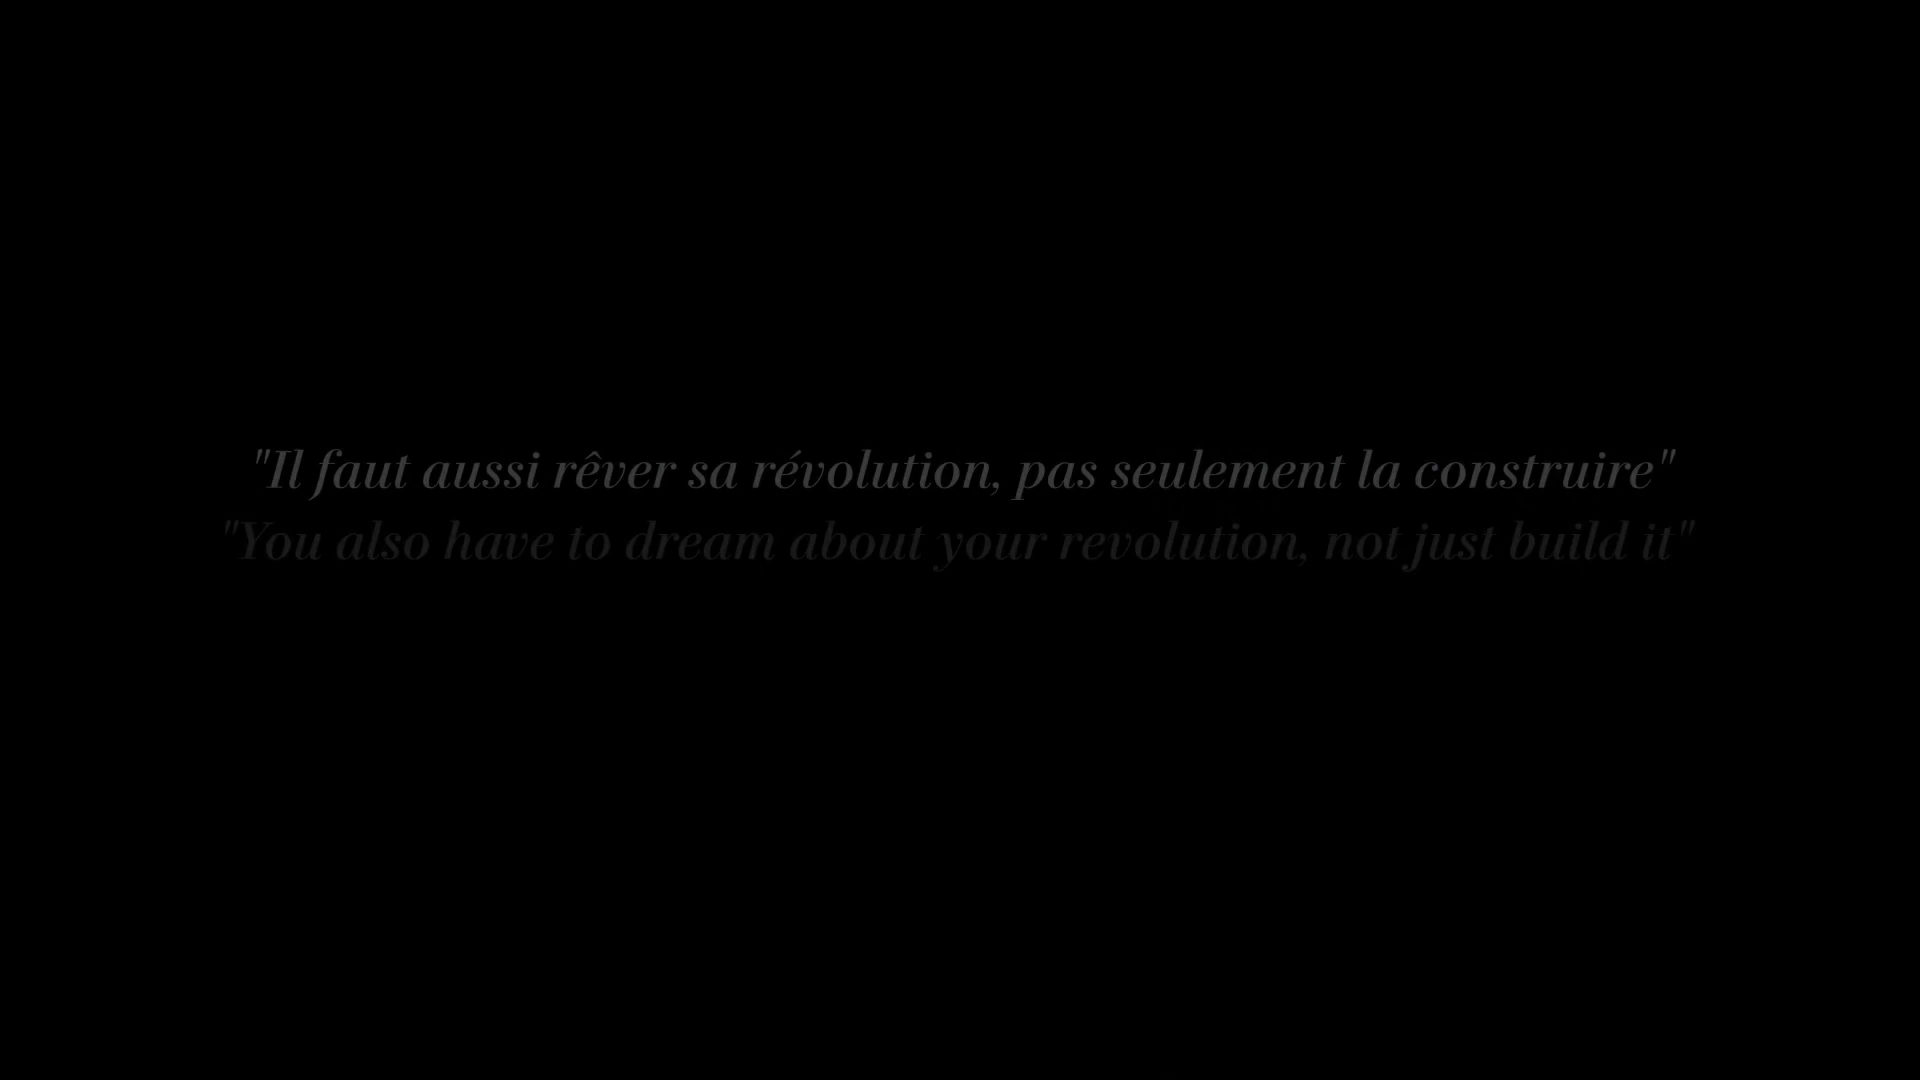 "Il faut aussi rêver sa révolution, pas seulement la construire"
"You also have to dream about your revolution, not just build it"